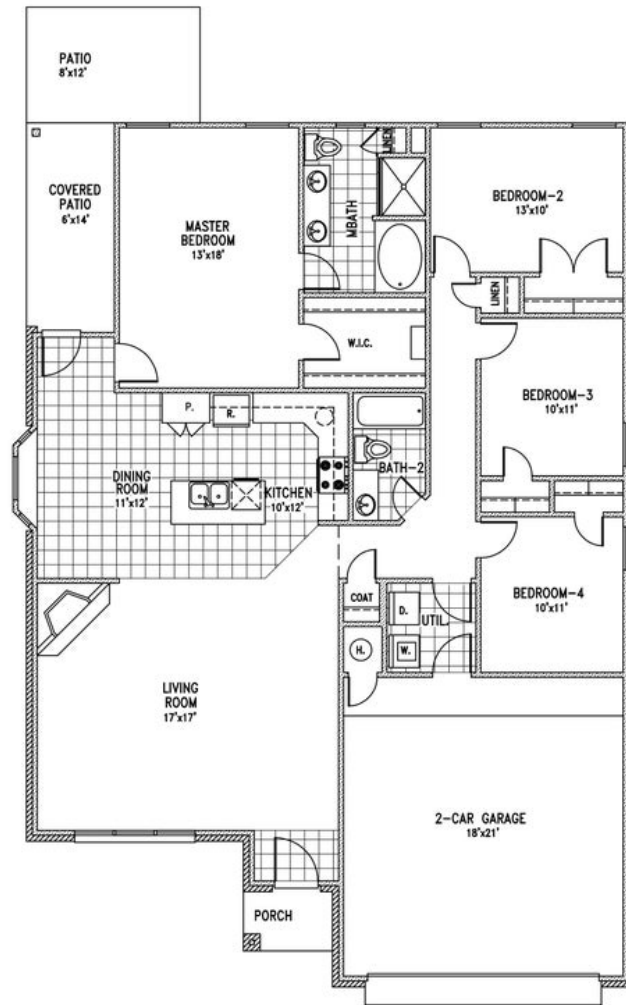 PATIO
8'x12'
COVERED
PATIO
6'x14'
MASTER
BEDROOM
13'x18'
MBATH
LINEN
BEDROOM-2
13'x10'
LINEN
W.I.C.
BEDROOM-3
10'x11'
P.
R.
BATH-2
DINING
ROOM
11'x12'
KITCHEN
10'x12'
BEDROOM-4
10'x11'
COAT
D.
UTIL.
H.
W.
LIVING
ROOM
17'x17'
2-CAR GARAGE
18'x21'
PORCH